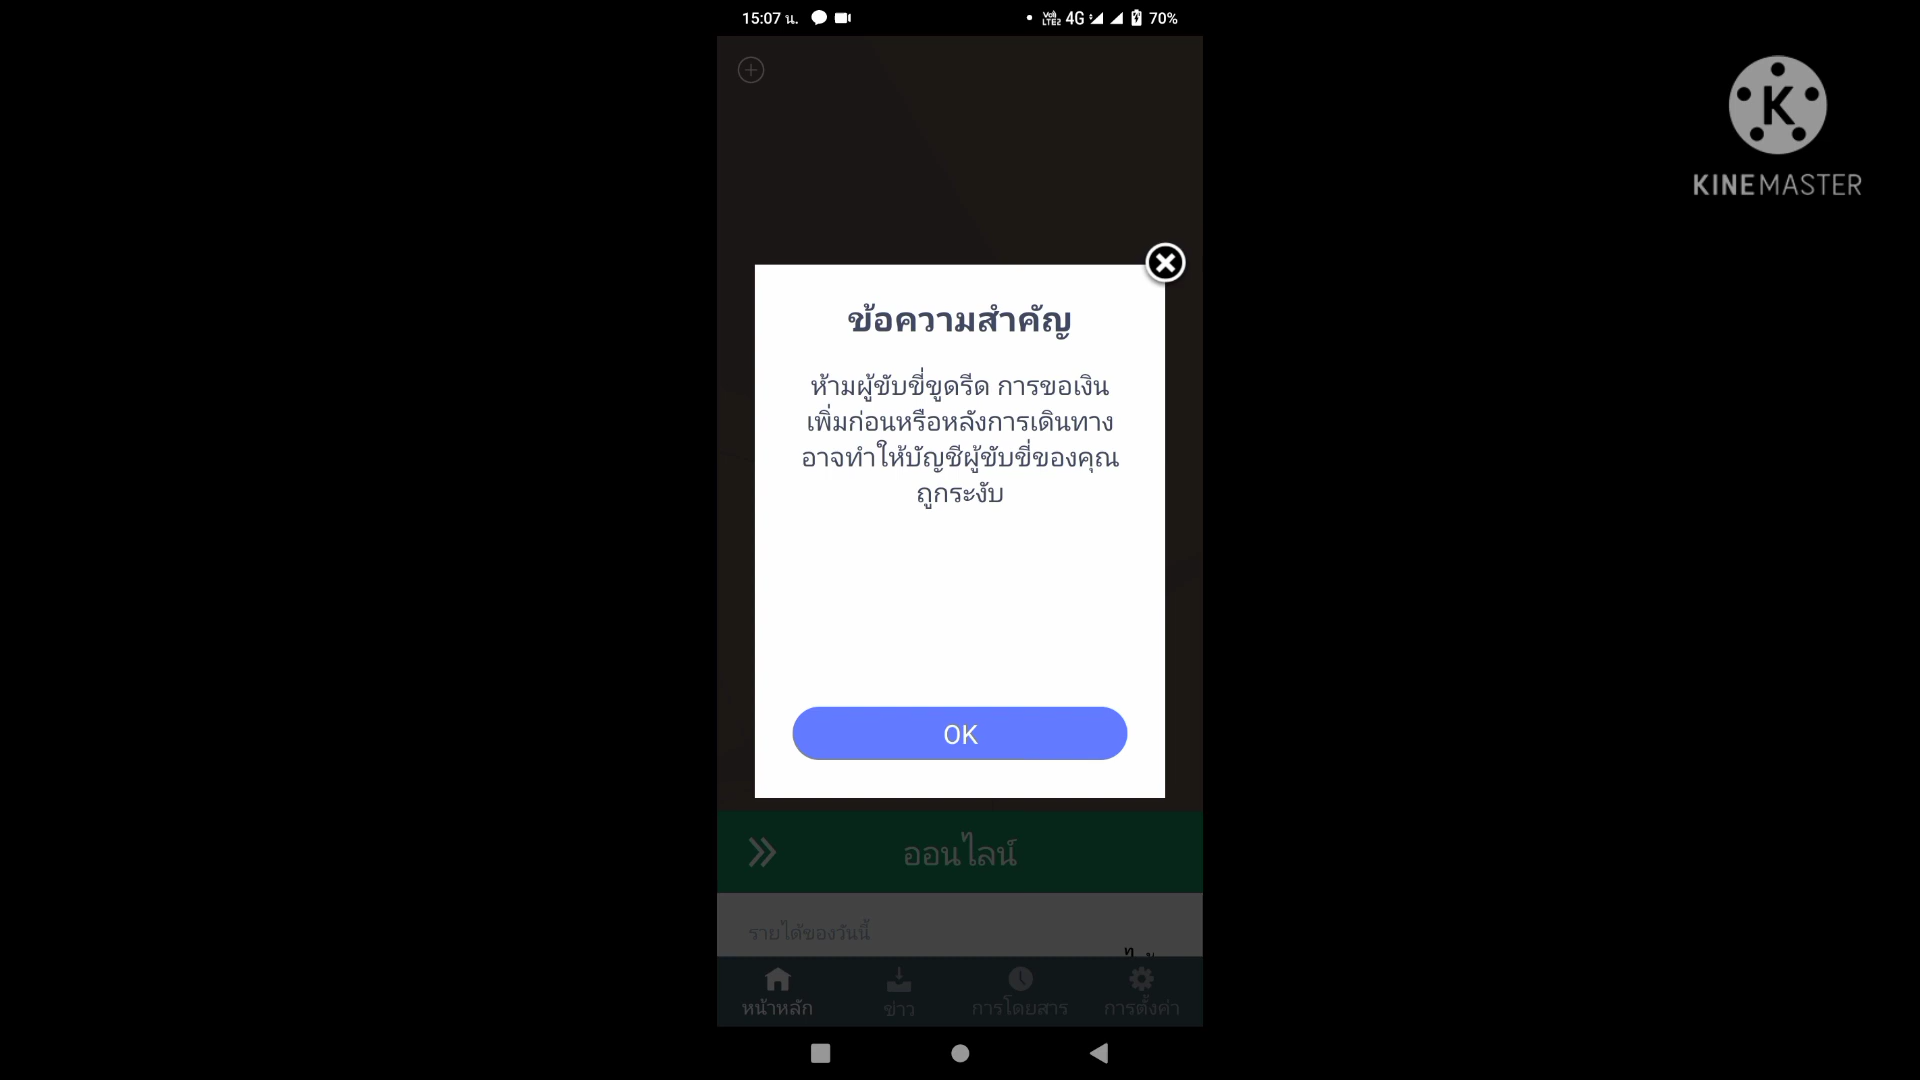 15:07 น.
Vo))
LTE2
4G
70%
KINEMASTER
ข้อความสำคัญ
ห้ามผู้ขับขี่ขูดรีด การขอเงิน
เพิ่มก่อนหรือหลังการเดินทาง
อาจทำให้บัญชีผู้ขับขี่ของคุณ
ถูกระงับ
OK
ออนไลน์
รายได้ของวันนี้
หน้าหลัก
ข่าว
การโดยสาร
การตั้งค่า